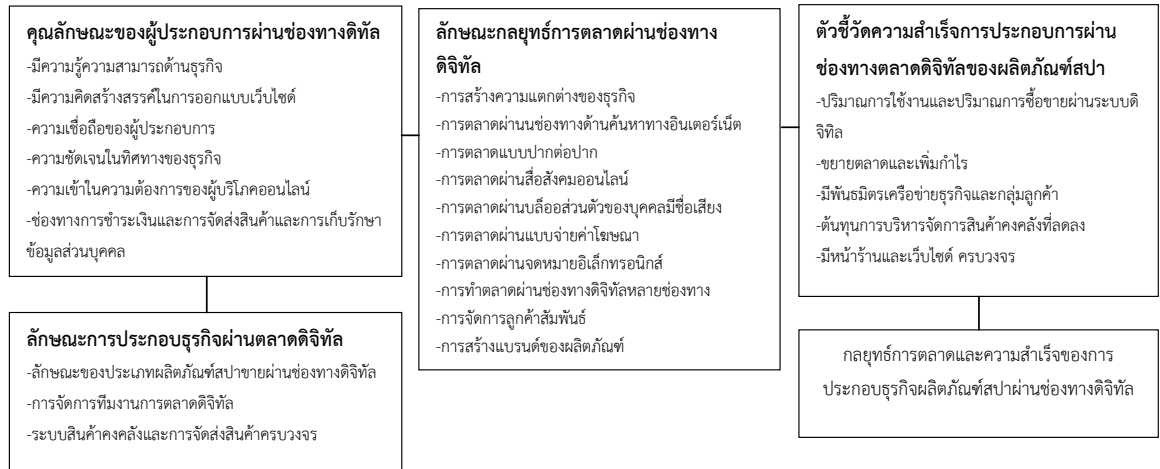 คุณลักษณะของผู้ประกอบการผ่านช่องทางดิจิทัล
-มีความรู้ความสามารถด้านธุรกิจ
-มีความคิดสร้างสรรค์ในการออกแบบเว็บไซต์
-ความเชื่อถือของผู้ประกอบการ
-ความชัดเจนในทิศทางของธุรกิจ
-ความเข้าในความต้องการของผู้บริโภคออนไลน์
-ช่องทางการชำระเงินและการจัดส่งสินค้าและการเก็บรักษา
ข้อมูลส่วนบุคคล
ลักษณะการประกอบธุรกิจผ่านตลาดดิจิทัล
-ลักษณะของประเภทผลิตภัณฑ์สปาขายผ่านช่องทางดิจิทัล
-การจัดการทีมงานการตลาดดิจิทัล
-ระบบสินค้าคงคลังและการจัดส่งสินค้าครบวงจร
ลักษณะกลยุทธ์การตลาดผ่านช่องทาง
ดิจิทัล
-การสร้างความแตกต่างของธุรกิจ
-การตลาดผ่านนช่องทางด้านค้นหาทางอินเตอร์เน็ต
-การตลาดแบบปากต่อปาก
-การตลาดผ่านสื่อสังคมออนไลน์
-การตลาดผ่านบล็ออส่วนตัวของบุคคลมีชื่อเสียง
-การตลาดผ่านแบบจ่ายค่าโฆษณา
-การตลาดผ่านจดหมายอิเล็กทรอนิกส์
-การทำตลาดผ่านช่องทางดิจิทัลหลายช่องทาง
-การจัดการลูกค้าสัมพันธ์
-การสร้างแบรนด์ของผลิตภัณฑ์
ตัวชี้วัดความสำเร็จการประกอบการผ่าน
ช่องทางตลาดดิจิทัลของผลิตภัณฑ์สปา
-ปริมาณการใช้งานและปริมาณการซื้อขายผ่านระบบดิ
จิทัล
-ขยายตลาดและเพิ่มกำไร
-มีพันธมิตรเครือข่ายธุรกิจและกลุ่มลูกค้า
-ต้นทุนการบริหารจัดการสินค้าคงคลังที่ลดลง
-มีหน้าร้านและเว็บไซด์ ครบวงจร
กลยุทธ์การตลาดและความสำเร็จของการ
ประกอบธุรกิจผลิตภัณฑ์สปาผ่านช่องทางดิจิทัล